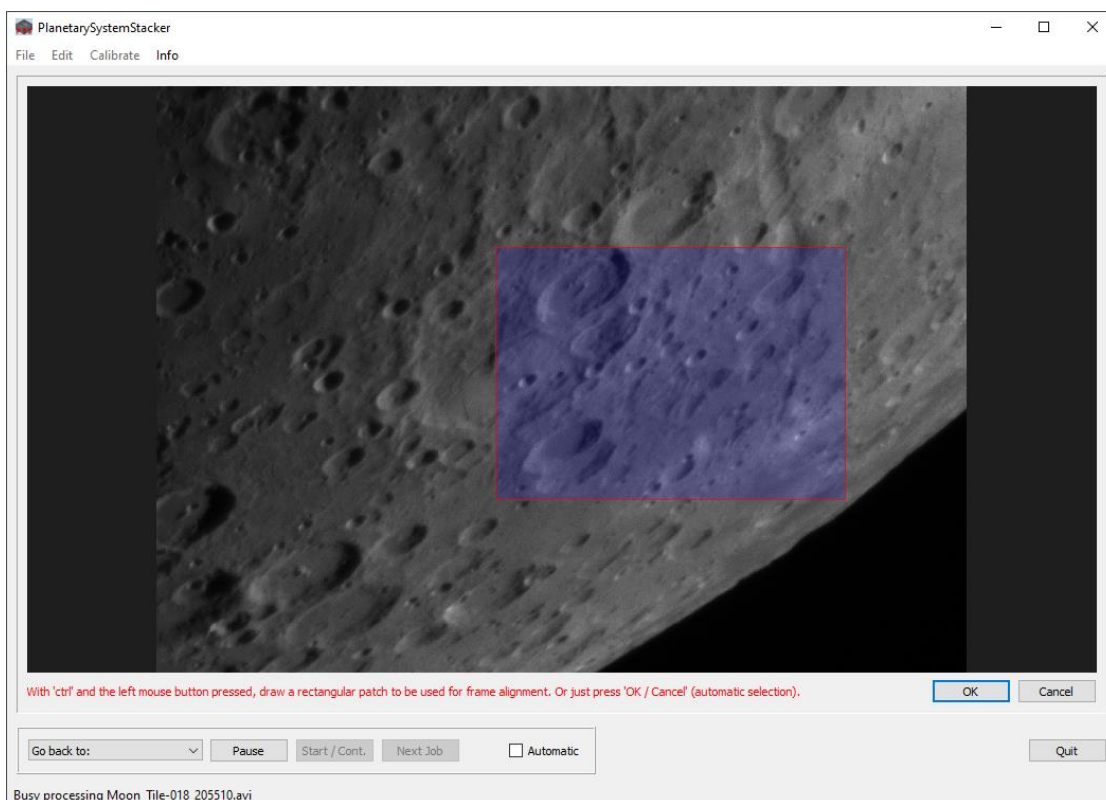 PlanetarySystemStacker
File Edit Calibrate Info
With 'ctrl' and the left mouse button pressed, draw a rectangular patch to be used for frame alignment. Or just press 'OK / Cancel' (automatic selection).
OK Cancel
Go back to: Pause Start / Cont. Next Job Automatic Quit
Busy processing Moon_Tile-018_205510.avi